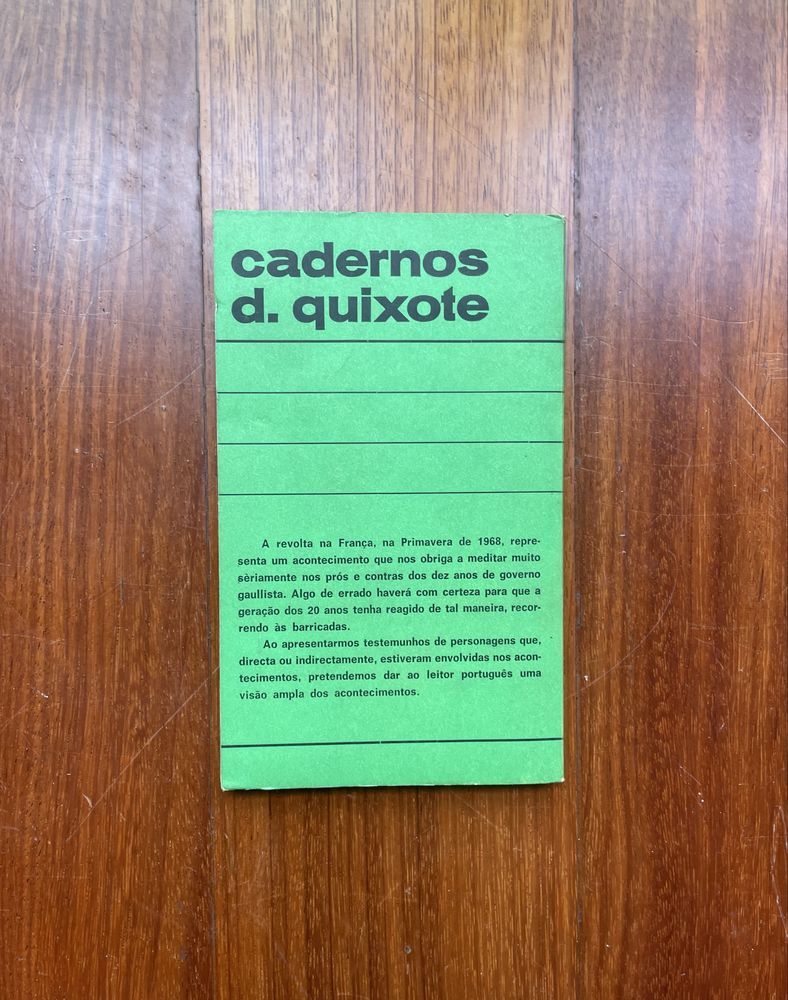 cadernos
d. quixote
A revolta na França, na Primavera de 1968, repre-
senta um acontecimento que nos obriga a meditar muito
sèriamente nos prós e contras dos dez anos de governo
gaullista. Algo de errado haverá com certeza para que a
geração dos 20 anos tenha reagido de tal maneira, recor-
rendo às barricadas.
Ao apresentarmos testemunhos de personagens que,
directa ou indirectamente, estiveram envolvidas nos acon-
tecimentos, pretendemos dar ao leitor português uma
visão ampla dos acontecimentos.